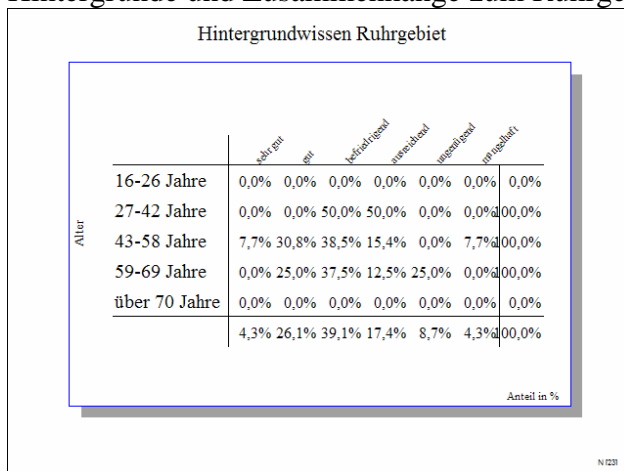 Hintergründe und Zusammenhänge zum Ruhrge
Hintergrundwissen Ruhrgebiet
sehr gut gut befriedrigend ausreichend ungenügend mangelhaft
16-26 Jahre 0,0% 0,0% 0,0% 0,0% 0,0% 0,0% 0,0%
27-42 Jahre 0,0% 0,0% 50,0% 50,0% 0,0% 0,0% 100,0%
Alter
43-58 Jahre 7,7% 30,8% 38,5% 15,4% 0,0% 7,7% 100,0%
59-69 Jahre 0,0% 25,0% 37,5% 12,5% 25,0% 0,0% 100,0%
über 70 Jahre 0,0% 0,0% 0,0% 0,0% 0,0% 0,0% 0,0%
4,3% 26,1% 39,1% 17,4% 8,7% 4,3% 100,0%
Anteil in %